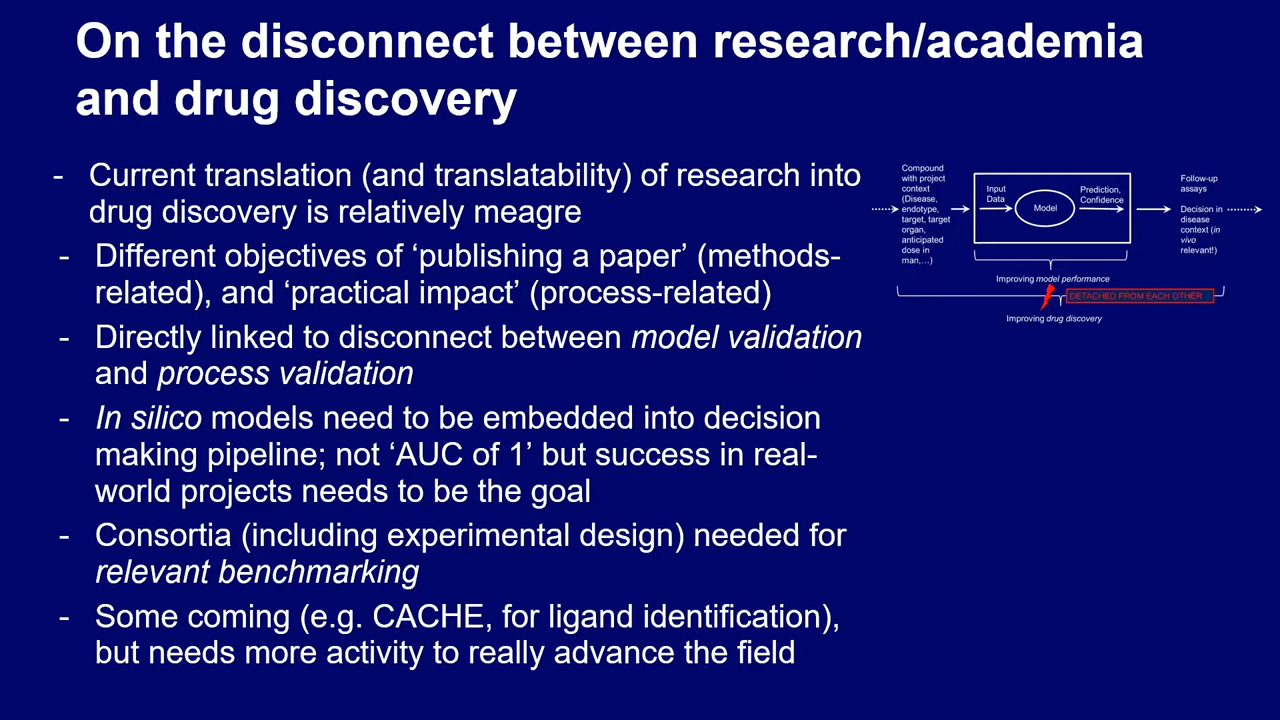 On the disconnect between research/academia
and drug discovery
- Current translation (and translatability) of research into
drug discovery is relatively meagre
- Different objectives of ‘publishing a paper’ (methods-
related), and ‘practical impact’ (process-related)
- Directly linked to disconnect between model validation
and process validation
- In silico models need to be embedded into decision
making pipeline; not ‘AUC of 1’ but success in real-
world projects needs to be the goal
- Consortia (including experimental design) needed for
relevant benchmarking
- Some coming (e.g. CACHE, for ligand identification),
but needs more activity to really advance the field
Compound
with project
context
(Disease,
endotype,
target, target
organ,
anticipated
dose in
man,...)
Input
Data
Model
Prediction,
Confidence
Follow-up
assays
Decision in
disease
context (in
vivo
relevant!)
Improving model performance
DETACHED FROM EACH OTHER
Improving drug discovery